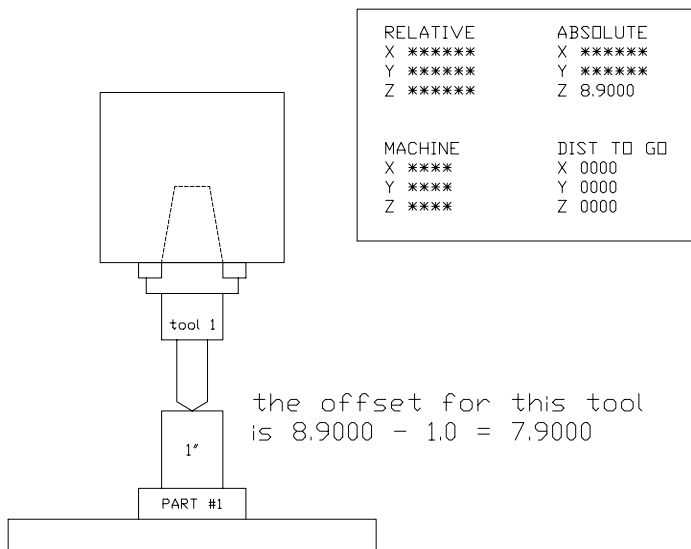 RELATIVE
X ******
Y ******
Z ******
ABSOLUTE
X ******
Y ******
Z 8.9000
MACHINE
X ****
Y ****
Z ****
DIST TO GO
X 0000
Y 0000
Z 0000
tool 1
the offset for this tool
is 8.9000 - 1.0 = 7.9000
1"
PART #1